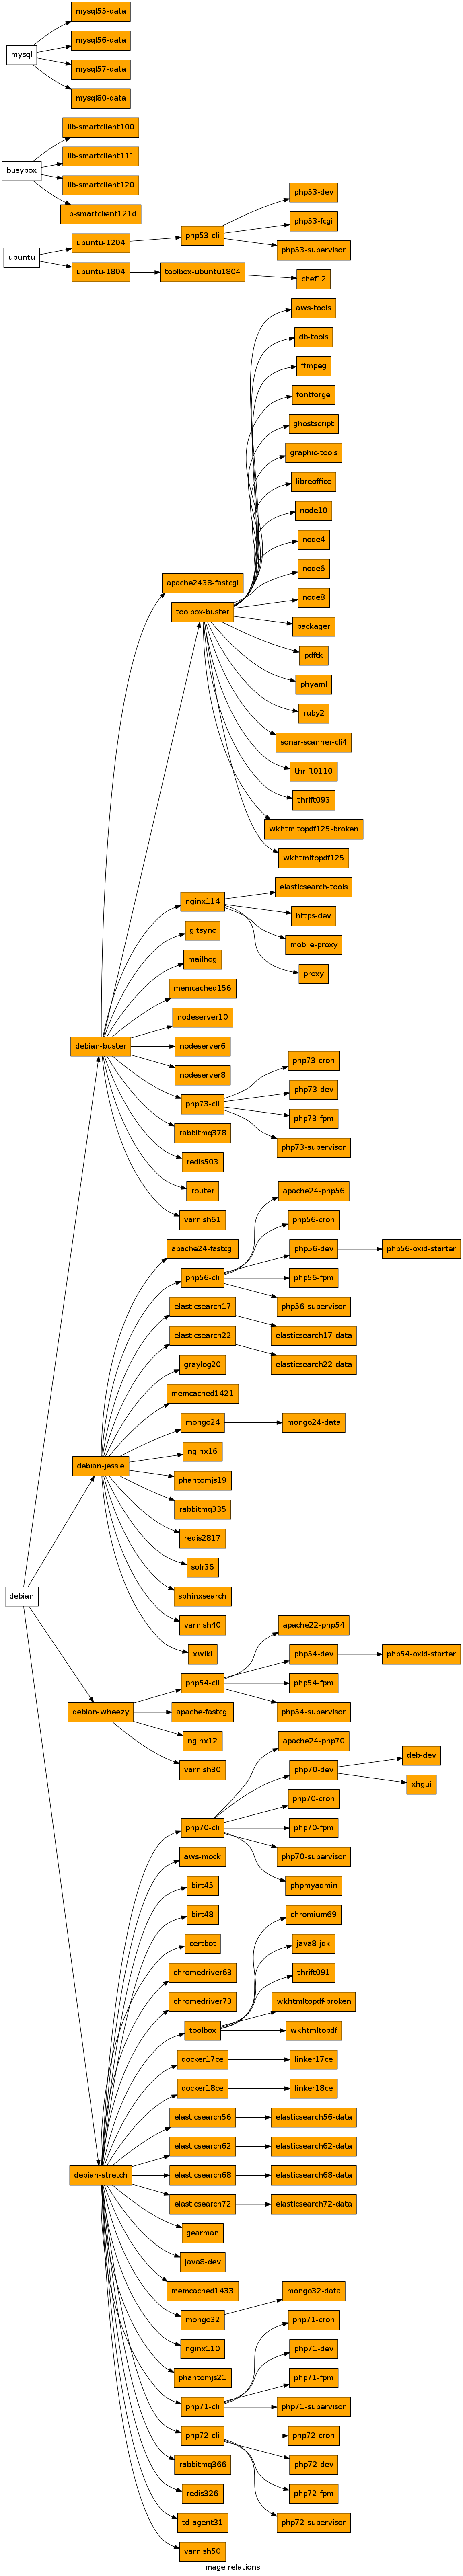 mysql55-data
mysql56-data
mysql
mysql57-data
mysql80-data
lib-smartclient100
lib-smartclient111
busybox
lib-smartclient120
lib-smartclient121d
php53-dev
php53-fcgi
php53-cli
ubuntu-1204
php53-supervisor
ubuntu
ubuntu-1804
toolbox-ubuntu1804
chef12
aws-tools
db-tools
ffmpeg
fontforge
ghostscript
graphic-tools
libreoffice
node10
node4
node6
apache2438-fastcgi
node8
toolbox-buster
packager
pdftk
phyaml
ruby2
sonar-scanner-cli4
thrift0110
thrift093
wkhtmltopdf125-broken
wkhtmltopdf125
elasticsearch-tools
nginx114
https-dev
gitsync
mobile-proxy
mailhog
proxy
memcached156
nodeserver10
debian-buster
nodeserver6
php73-cron
nodeserver8
php73-dev
php73-cli
php73-fpm
rabbitmq378
php73-supervisor
redis503
router
apache24-php56
varnish61
php56-cron
apache24-fastcgi
php56-dev
php56-oxid-starter
php56-cli
php56-fpm
elasticsearch17
php56-supervisor
elasticsearch17-data
elasticsearch22
elasticsearch22-data
graylog20
memcached1421
mongo24
mongo24-data
nginx16
debian-jessie
phantomjs19
rabbitmq335
redis2817
solr36
debian
sphinxsearch
varnish40
apache22-php54
xwiki
php54-dev
php54-oxid-starter
php54-cli
php54-fpm
debian-wheezy
apache-fastcgi
php54-supervisor
nginx12
apache24-php70
varnish30
php70-dev
deb-dev
xhgui
php70-cron
php70-cli
php70-fpm
aws-mock
php70-supervisor
birt45
phpmyadmin
birt48
chromium69
certbot
java8-jdk
chromedriver63
thrift091
chromedriver73
wkhtmltopdf-broken
toolbox
wkhtmltopdf
docker17ce
linker17ce
docker18ce
linker18ce
elasticsearch56
elasticsearch56-data
elasticsearch62
elasticsearch62-data
debian-stretch
elasticsearch68
elasticsearch68-data
elasticsearch72
elasticsearch72-data
gearman
java8-dev
memcached1433
mongo32-data
mongo32
php71-cron
nginx110
php71-dev
phantomjs21
php71-fpm
php71-cli
php71-supervisor
php72-cli
php72-cron
rabbitmq366
php72-dev
redis326
php72-fpm
td-agent31
php72-supervisor
varnish50
Image relations